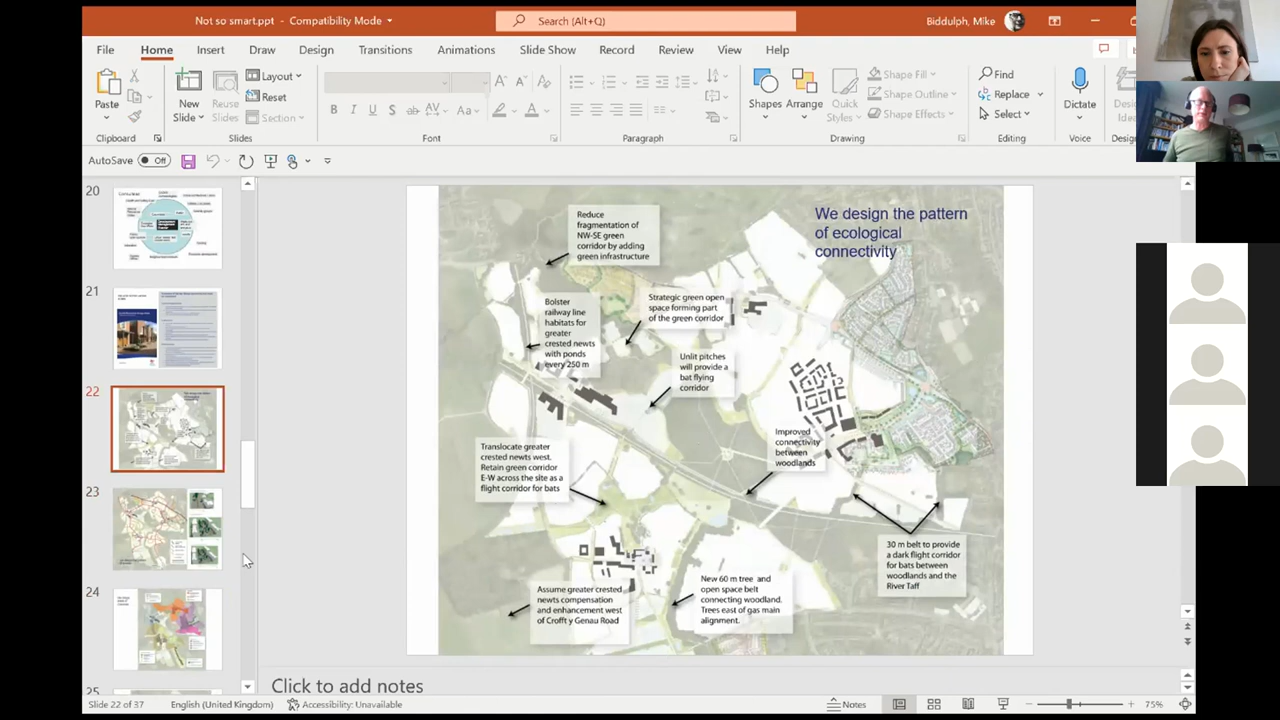 Not so smart.ppt - Compatibility Mode
Search (Alt+Q)
Biddulph, Mike
File Home Insert Draw Design Transitions Animations Slide Show Record Review View Help
Paste
New Slide
Reuse Slides
Layout
Reset
Section
Shapes
Arrange
Quick Styles
Shape Fill
Shape Outline
Shape Effects
Find
Replace
Select
Dictate
Clipboard Slides Font Paragraph Drawing Editing Voice
AutoSave Off
20
21
22
23
24
25
We design the pattern
of ecological
connectivity
Reduce
fragmentation of
NW-SE green
corridor by adding
green infrastructure
Bolster
railway line
habitats for
greater
crested newts
with ponds
every 250 m
Strategic green open
space forming part
of the green corridor
Unlit pitches
will provide a
bat flying
corridor
Improved
connectivity
between
woodlands
Translocate greater
crested newts west.
Retain green corridor
E-W across the site as a
flight corridor for bats
30 m belt to provide
a dark flight corridor
for bats between
woodlands and the
River Taff
Assume greater crested
newts compensation
and enhancement west
of Crofft y Genau Road
New 60 m tree and
open space belt
connecting woodland.
Trees east of gas main
alignment.
Click to add notes
Slide 22 of 37 English (United Kingdom) Accessibility: Unavailable Notes 75%